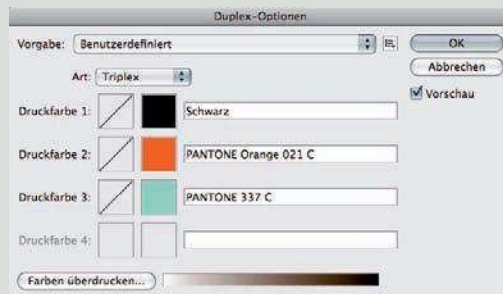 Duplex-Optionen
Vorgabe: Benutzerdefiniert
OK
Abbrechen
Art: Triplex
Vorschau
Druckfarbe 1: Schwarz
Druckfarbe 2: PANTONE Orange 021 C
Druckfarbe 3: PANTONE 337 C
Druckfarbe 4:
Farben überdrucken...